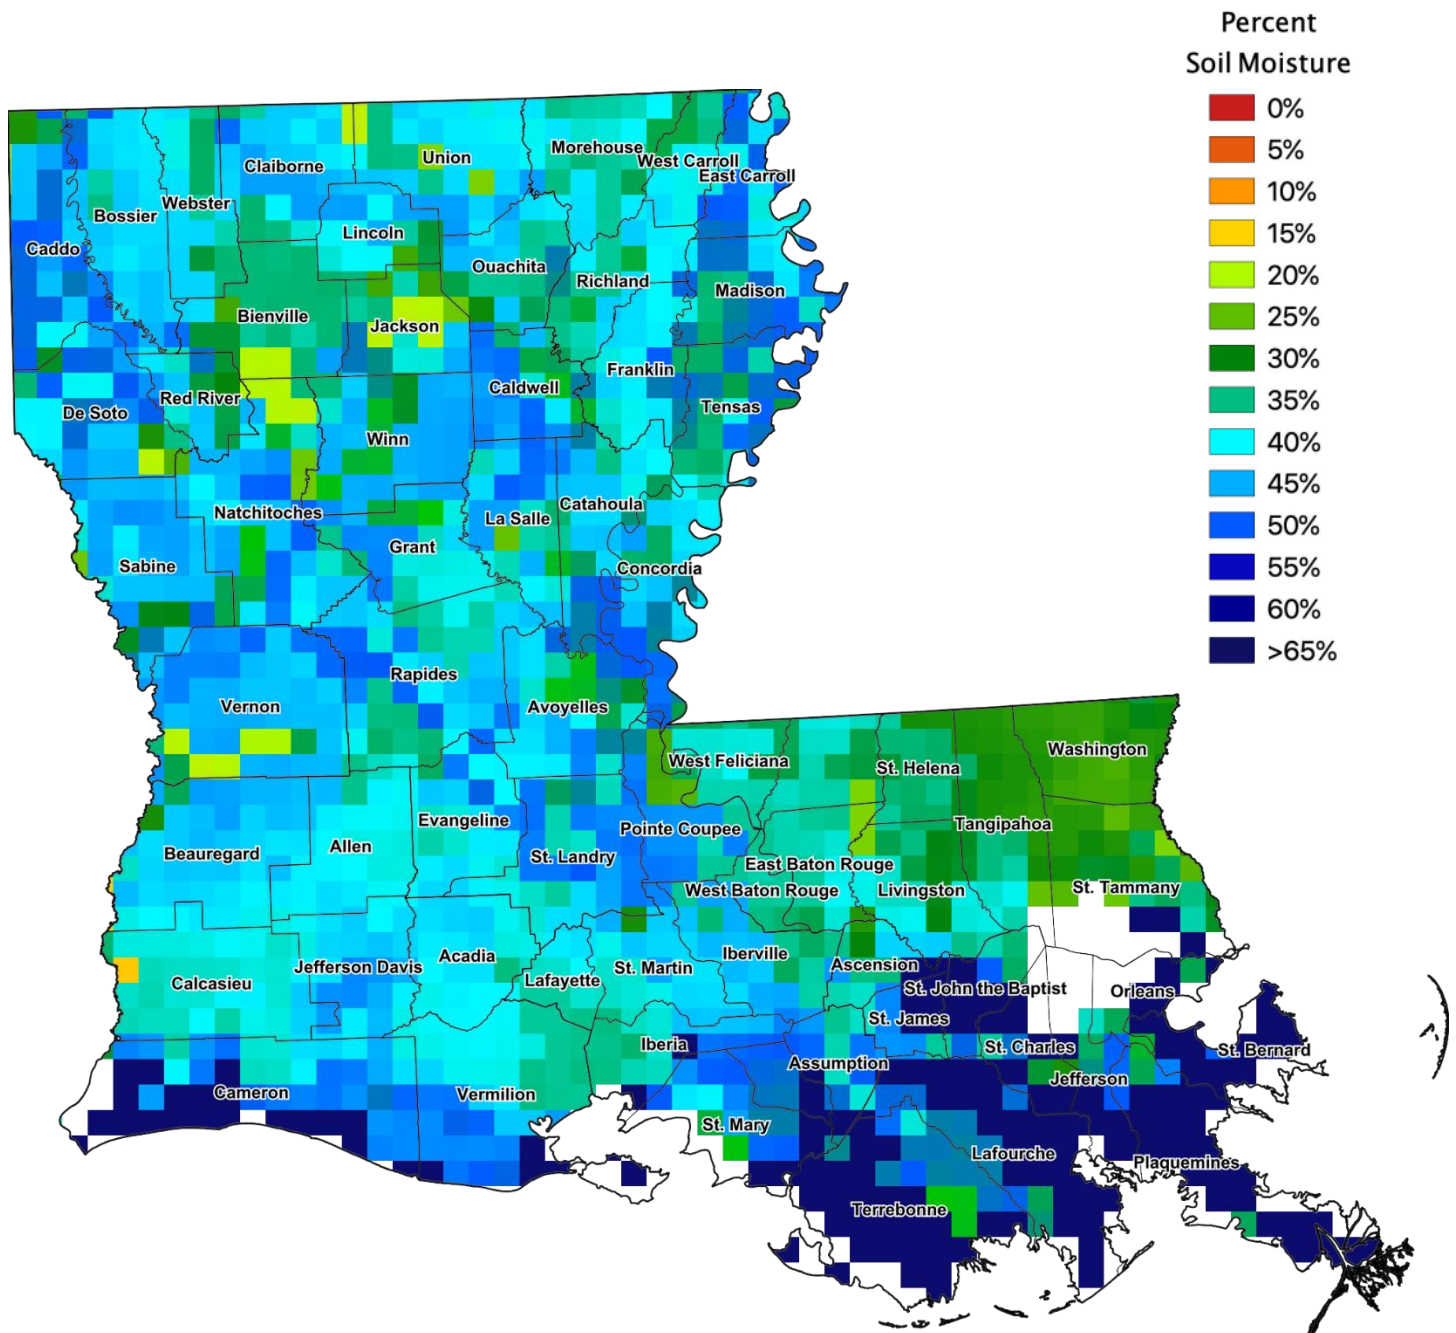 Percent
Soil Moisture
0%
5%
10%
15%
20%
25%
30%
35%
40%
45%
50%
55%
60%
>65%
Morehouse
Union
West Carroll
Claiborne
East Carroll
Webster
Bossier
Lincoln
Caddo
Ouachita
Richland
Madison
Bienville
Jackson
Franklin
Caldwell
Red River
Tensas
De Soto
Winn
Catahoula
Natchitoches
La Salle
Grant
Sabine
Concordia
Rapides
Vernon
Avoyelles
Washington
West Feliciana
St. Helena
Evangeline
Tangipahoa
Pointe Coupee
Allen
Beauregard
St. Landry
East Baton Rouge
St. Tammany
West Baton Rouge
Livingston
Iberville
Acadia
Ascension
Jefferson Davis
St. Martin
Lafayette
Calcasieu
St. John the Baptist
Orleans
St. James
Iberia
St. Charles
St. Bernard
Assumption
Jefferson
Cameron
Vermilion
St. Mary
Lafourche
Plaquemines
Terrebonne